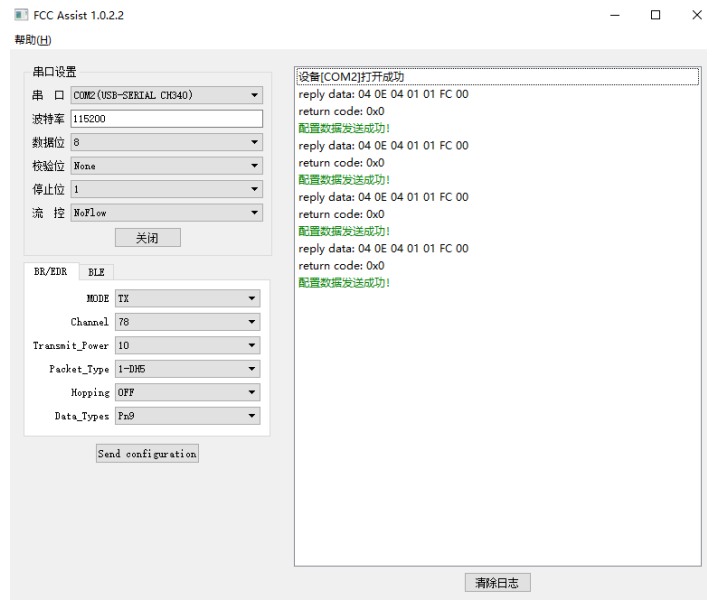 FCC Assist 1.0.2.2
帮助(H)
串口设置
串 口 COM2(USB-SERIAL CH340)
波特率 115200
数据位 8
校验位 None
停止位 1
流 控 NoFlow
关闭
BR/EDR BLE
MODE TX
Channel 78
Transmit_Power 10
Packet_Type 1-DH5
Hopping OFF
Data_Types Pn9
Send configuration
设备[COM2]打开成功
reply data: 04 0E 04 01 01 FC 00
return code: 0x0
配置数据发送成功!
reply data: 04 0E 04 01 01 FC 00
return code: 0x0
配置数据发送成功!
reply data: 04 0E 04 01 01 FC 00
return code: 0x0
配置数据发送成功!
reply data: 04 0E 04 01 01 FC 00
return code: 0x0
配置数据发送成功!
清除日志